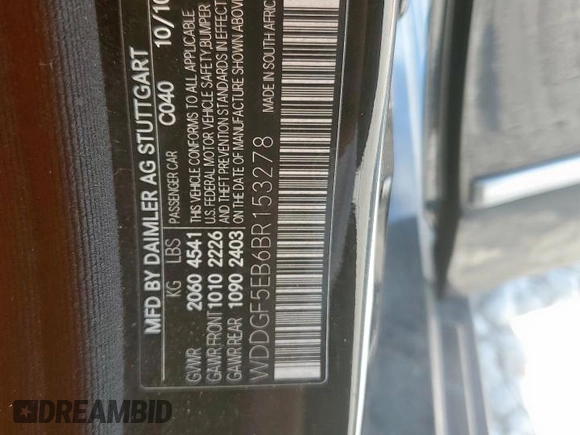 MFD BY DAIMLER AG STUTTGART
C040 10/10
KG LBS PASSENGER CAR
GVWR 2060 4541
GAWR FRONT 1010 2226
GAWR REAR 1090 2403
THIS VEHICLE CONFORMS TO ALL APPLICABLE
U.S. FEDERAL MOTOR VEHICLE SAFETY, BUMPER
AND THEFT PREVENTION STANDARDS IN EFFECT
ON THE DATE OF MANUFACTURE SHOWN ABOVE
WDDGF5EB6BR153278
MADE IN SOUTH AFRIC
DREAMBID